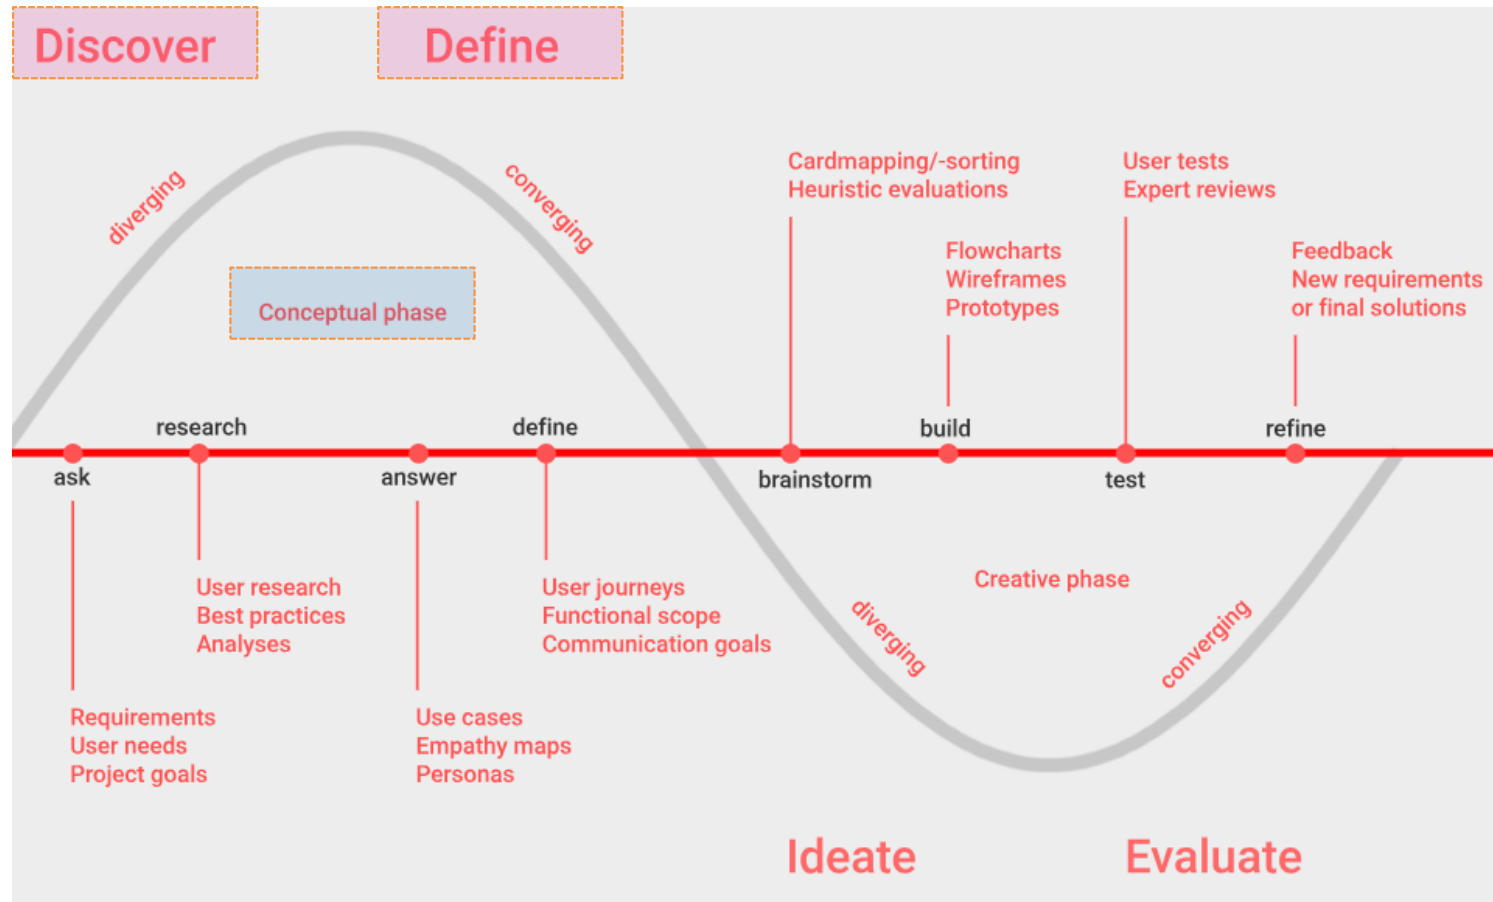 Discover
Define
diverging
converging
Conceptual phase
Cardmapping/-sorting
Heuristic evaluations
User tests
Expert reviews
Flowcharts
Wireframes
Prototypes
Feedback
New requirements
or final solutions
research
define
build
refine
ask
answer
brainstorm
test
User research
Best practices
Analyses
User journeys
Functional scope
Communication goals
Creative phase
diverging
converging
Requirements
User needs
Project goals
Use cases
Empathy maps
Personas
Ideate
Evaluate